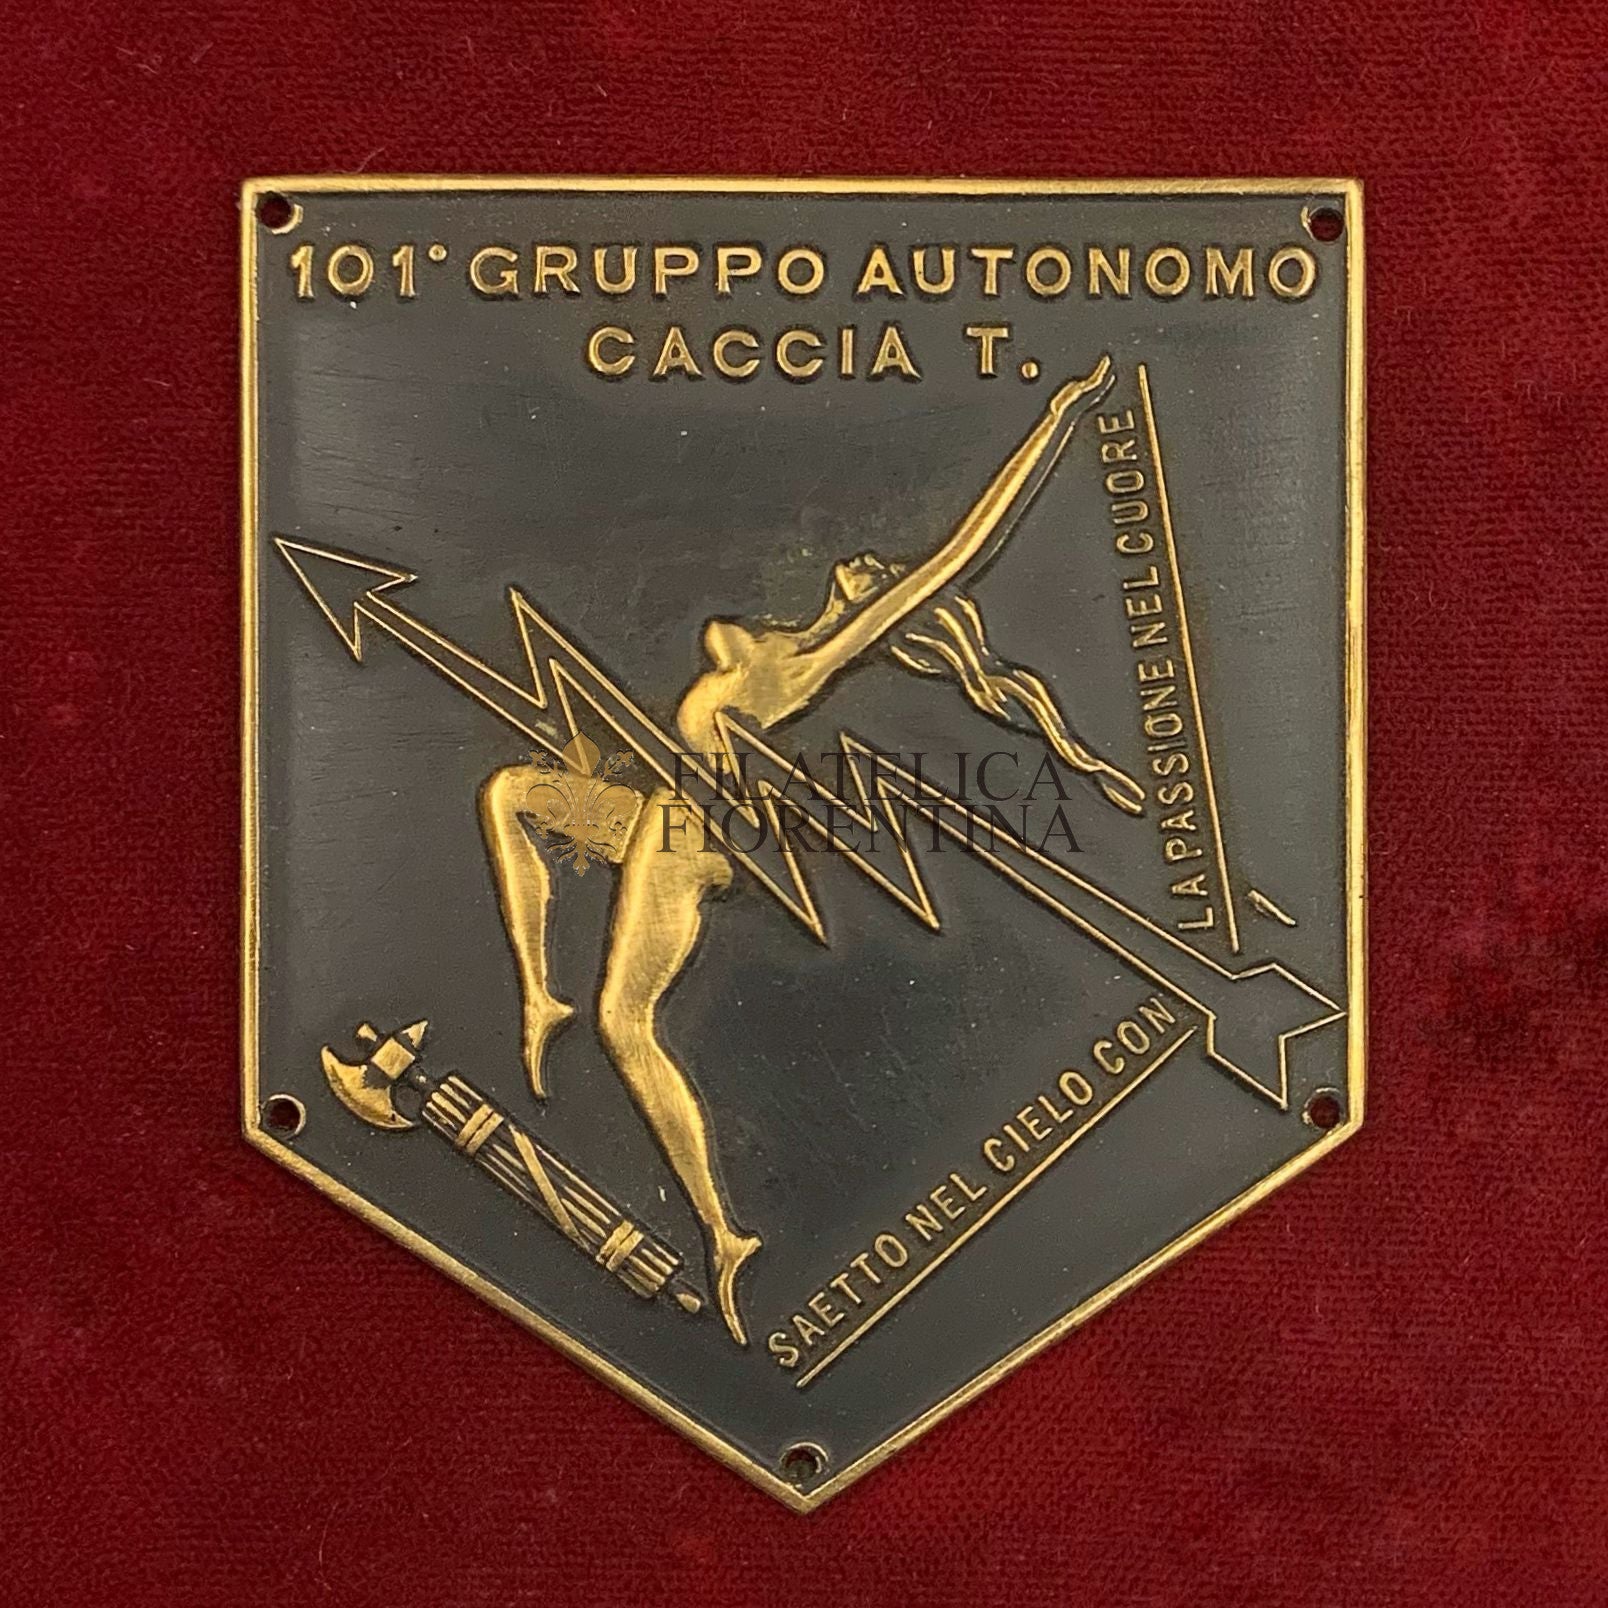 101° GRUPPO AUTONOMO
CACCIA T.
SAETTO NEL CIELO CON
LA PASSIONE NEL CUORE
FILATELICA
FIORENTINA